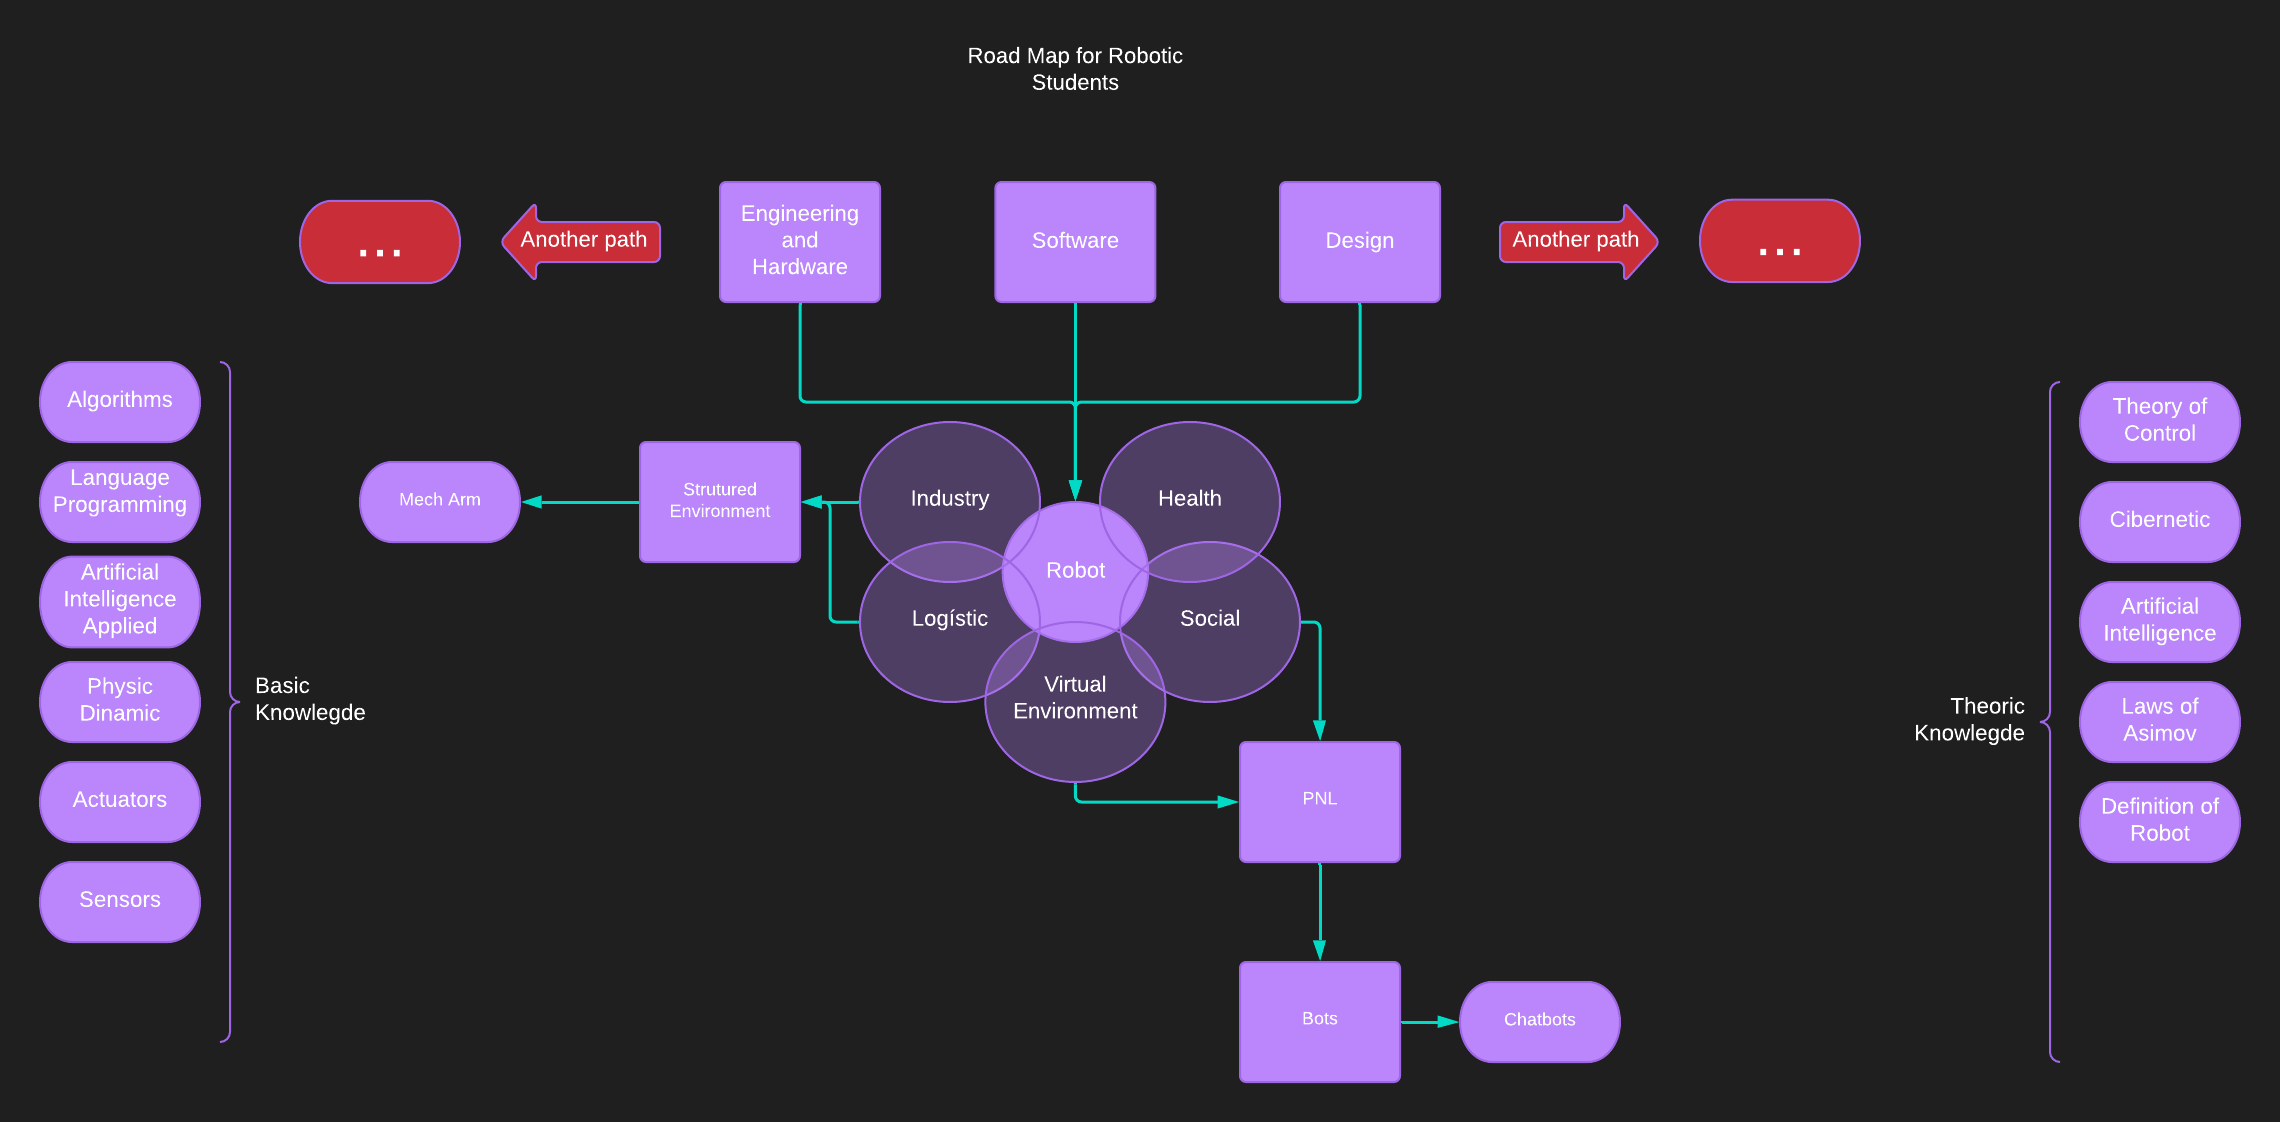 Road Map for Robotic
Students
...
Another path
Engineering
and
Hardware
Software
Design
Another path
...
Algorithms
Language
Programming
Artificial
Intelligence
Applied
Physic
Dinamic
Actuators
Sensors
Basic
Knowlegde
Mech Arm
Strutured
Environment
Industry
Health
Robot
Logístic
Social
Virtual
Environment
PNL
Bots
Chatbots
Theoric
Knowlegde
Theory of
Control
Cibernetic
Artificial
Intelligence
Laws of
Asimov
Definition of
Robot